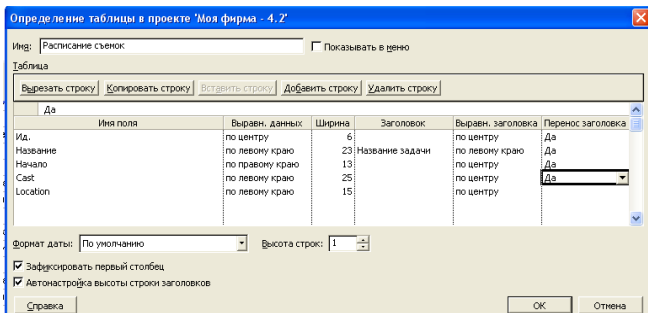 Определение таблицы в проекте 'Моя фирма - 4.2'
Имя: Расписание съемок Показывать в меню
Таблица
Вырезать строку Копировать строку Вставить строку Добавить строку Удалить строку
Да
Имя поля Выравн. данных Ширина Заголовок Выравн. заголовка Перенос заголовка
Ид. по центру 6 по центру Да
Название по левому краю 23 Название задачи по левому краю Да
Начало по правому краю 13 по центру Да
Cast по левому краю 25 по центру Да
Location по левому краю 15 по центру
Формат даты: По умолчанию Высота строк: 1
Зафиксировать первый столбец
Автонастройка высоты строки заголовков
Справка ОК Отмена